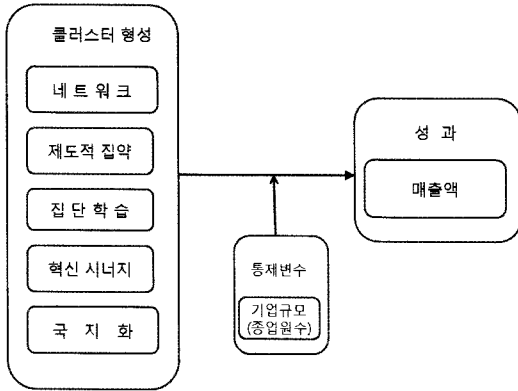 클러스터 형성
네 트 워 크
제도적 집약
집 단 학 습
혁신 시너지
국 지 화
성 과
매출액
통제변수
기업규모
(종업원수)